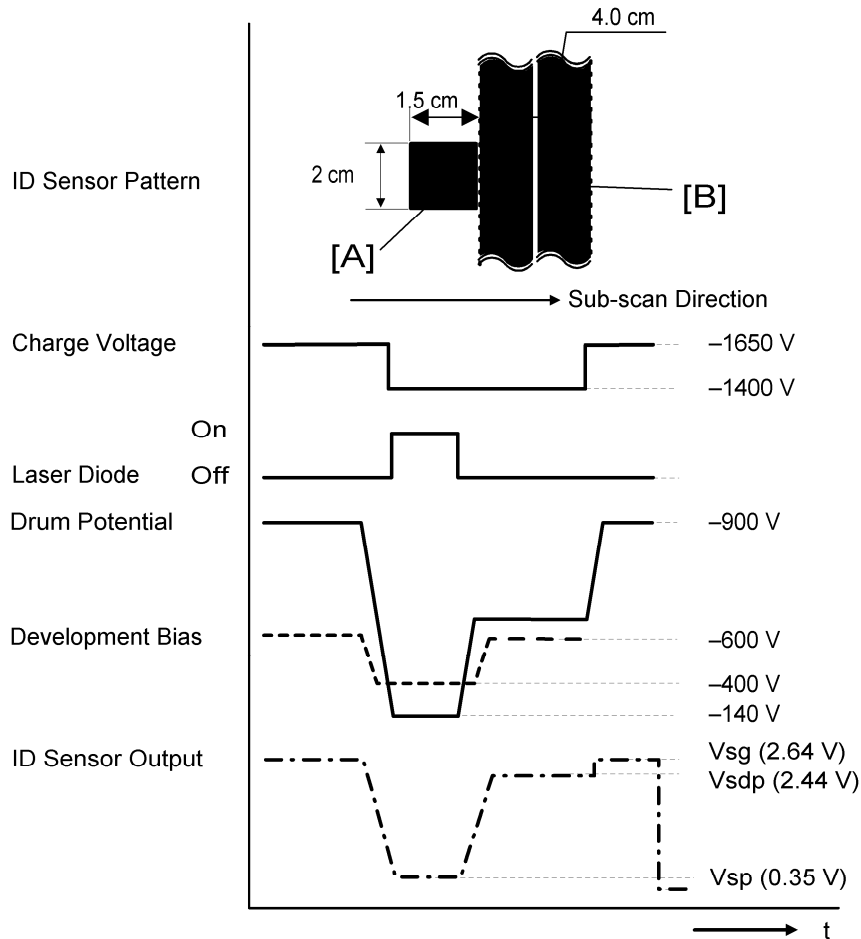 4.0 cm
1.5 cm
ID Sensor Pattern
2 cm
[B]
[A]
Sub-scan Direction
Charge Voltage
–1650 V
–1400 V
On
Laser Diode Off
Drum Potential
–900 V
Development Bias
–600 V
–400 V
–140 V
ID Sensor Output
Vsg (2.64 V)
Vsdp (2.44 V)
Vsp (0.35 V)
t